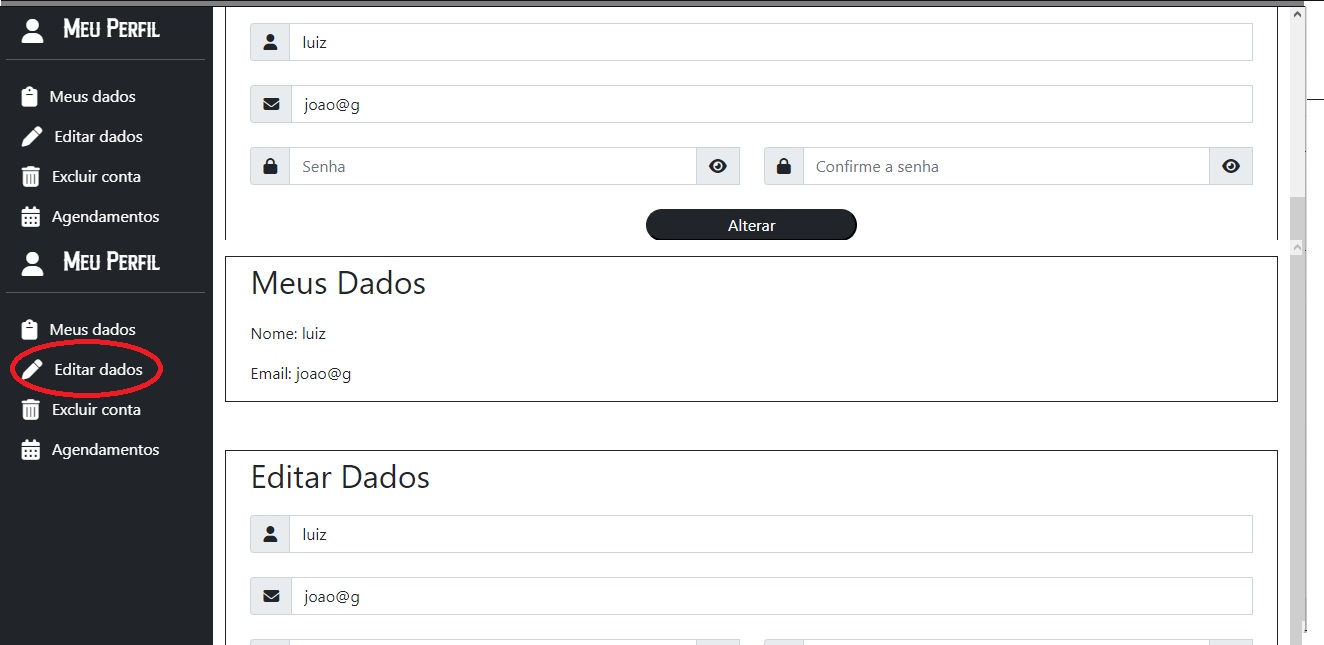 Meu Perfil
Meus dados
Editar dados
Excluir conta
Agendamentos
luiz
joao@g
Senha
Confirme a senha
Alterar
Meu Perfil
Meus dados
Editar dados
Excluir conta
Agendamentos
Meus Dados
Nome: luiz
Email: joao@g
Editar Dados
luiz
joao@g